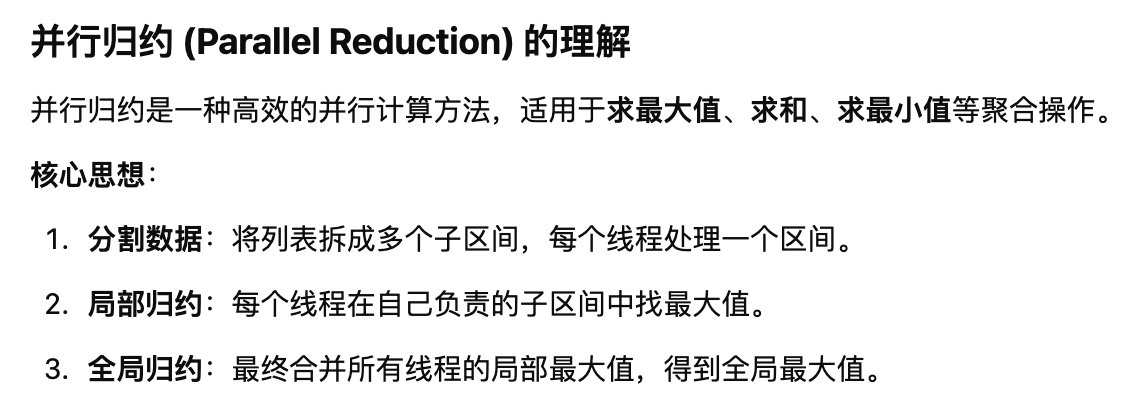 并行归约 (Parallel Reduction) 的理解
并行归约是一种高效的并行计算方法，适用于求最大值、求和、求最小值等聚合操作。
核心思想：
1. 分割数据：将列表拆成多个子区间，每个线程处理一个区间。
2. 局部归约：每个线程在自己负责的子区间中找最大值。
3. 全局归约：最终合并所有线程的局部最大值，得到全局最大值。